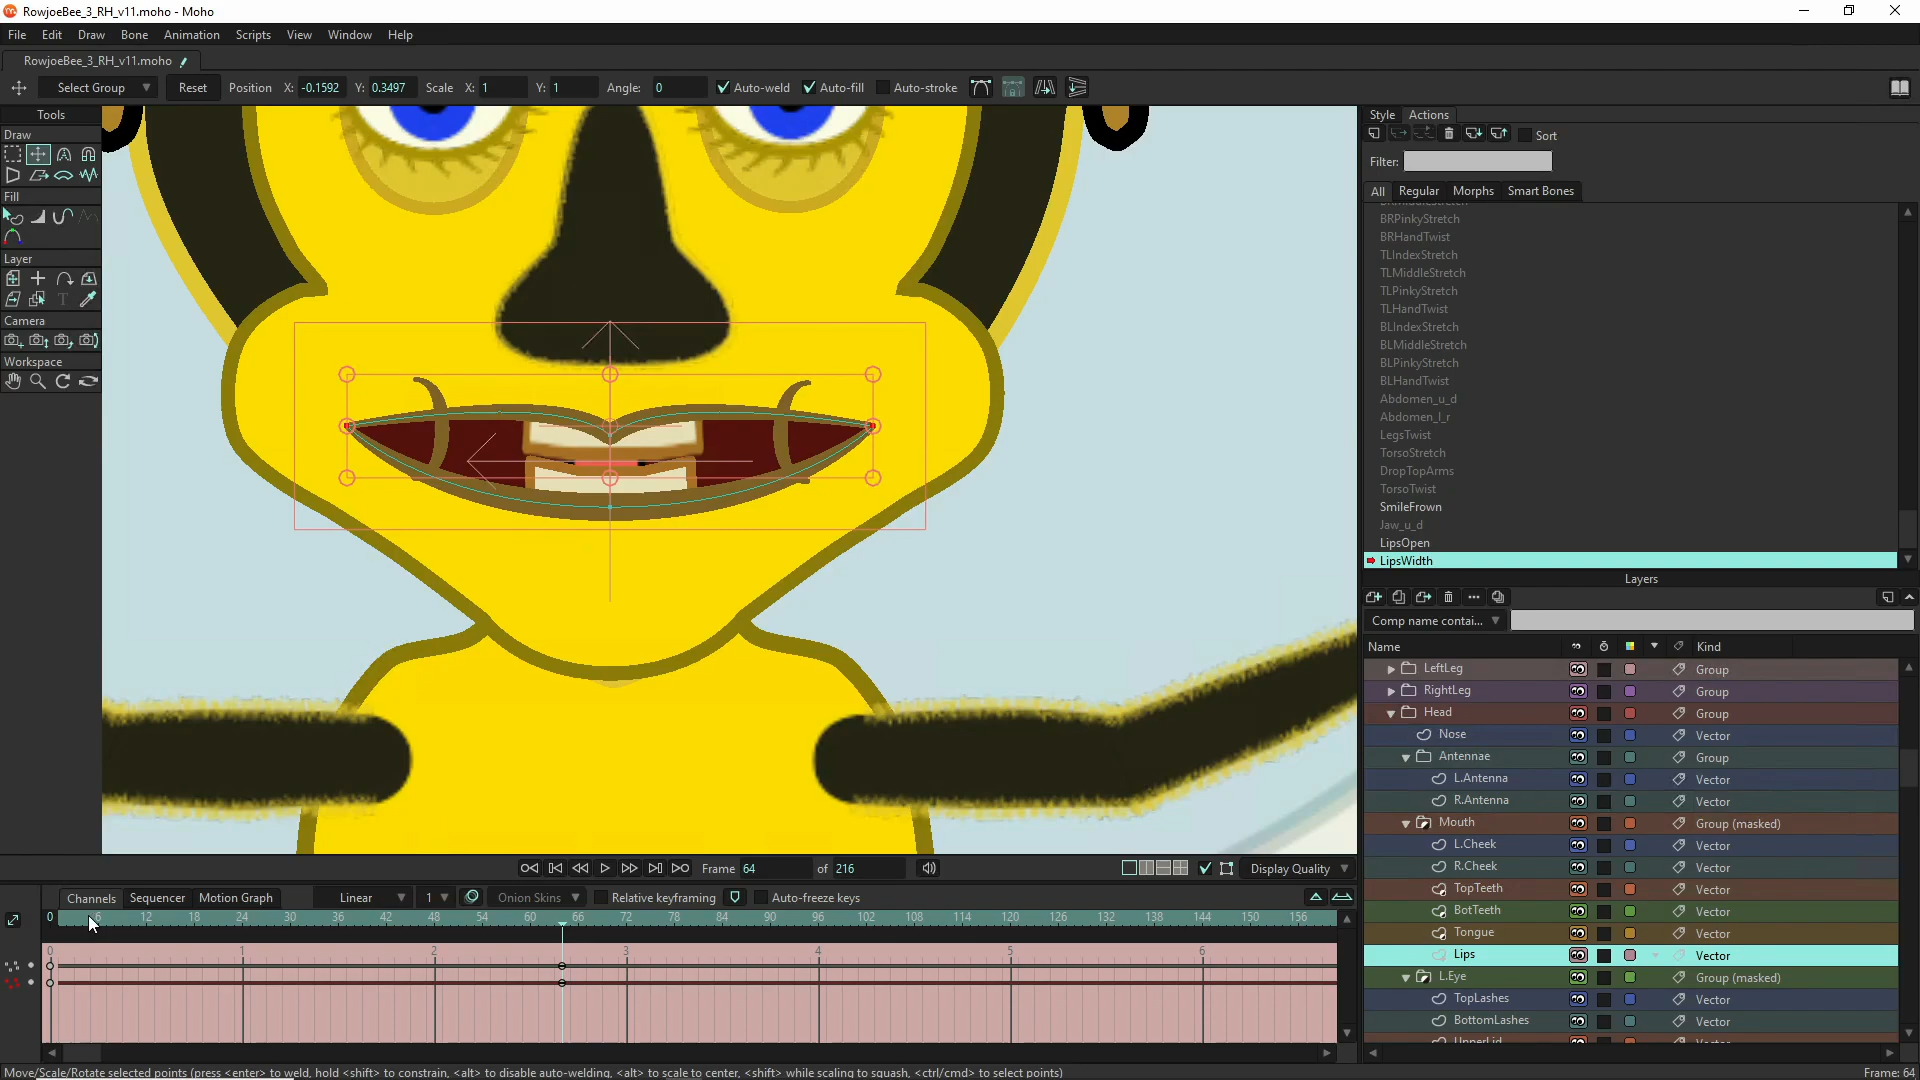 RowjoeBee_3_RH_v11.moho - Moho
File Edit Draw Bone Animation Scripts View Window Help
RowjoeBee_3_RH_v11.moho
Select Group Reset Position X: -0.1592 Y: 0.3497 Scale X: 1 Y: 1 Angle: 0 Auto-weld Auto-fill Auto-stroke
Tools
Draw
Fill
Layer
Camera
Workspace
Style Actions
Sort
Filter:
All Regular Morphs Smart Bones
BRPinkyStretch
BRHandTwist
TLIndexStretch
TLMiddleStretch
TLPinkyStretch
TLHandTwist
BLIndexStretch
BLMiddleStretch
BLPinkyStretch
BLHandTwist
Abdomen_u_d
Abdomen_l_r
LegsTwist
TorsoStretch
DropTopArms
TorsoTwist
SmileFrown
Jaw_u_d
LipsOpen
LipsWidth
Layers
Comp name contai...
Name Kind
LeftLeg Group
RightLeg Group
Head Group
Nose Vector
Antennae Group
L.Antenna Vector
R.Antenna Vector
Mouth Group (masked)
L.Cheek Vector
R.Cheek Vector
TopTeeth Vector
BotTeeth Vector
Tongue Vector
Lips Vector
L.Eye Group (masked)
TopLashes Vector
BottomLashes Vector
Frame 64 of 216 Display Quality
Channels Sequencer Motion Graph Linear 1 Onion Skins Relative keyframing Auto-freeze keys
0 6 12 18 24 30 36 42 48 54 60 66 72 78 84 90 96 102 108 114 120 126 132 138 144 150 156
0 1 2 3 4 5 6
Move/Scale/Rotate selected points (press <enter> to weld, hold <shift> to constrain, <alt> to disable auto-welding, <alt> to scale to center, <shift> while scaling to squash, <ctrl/cmd> to select points) Frame: 64